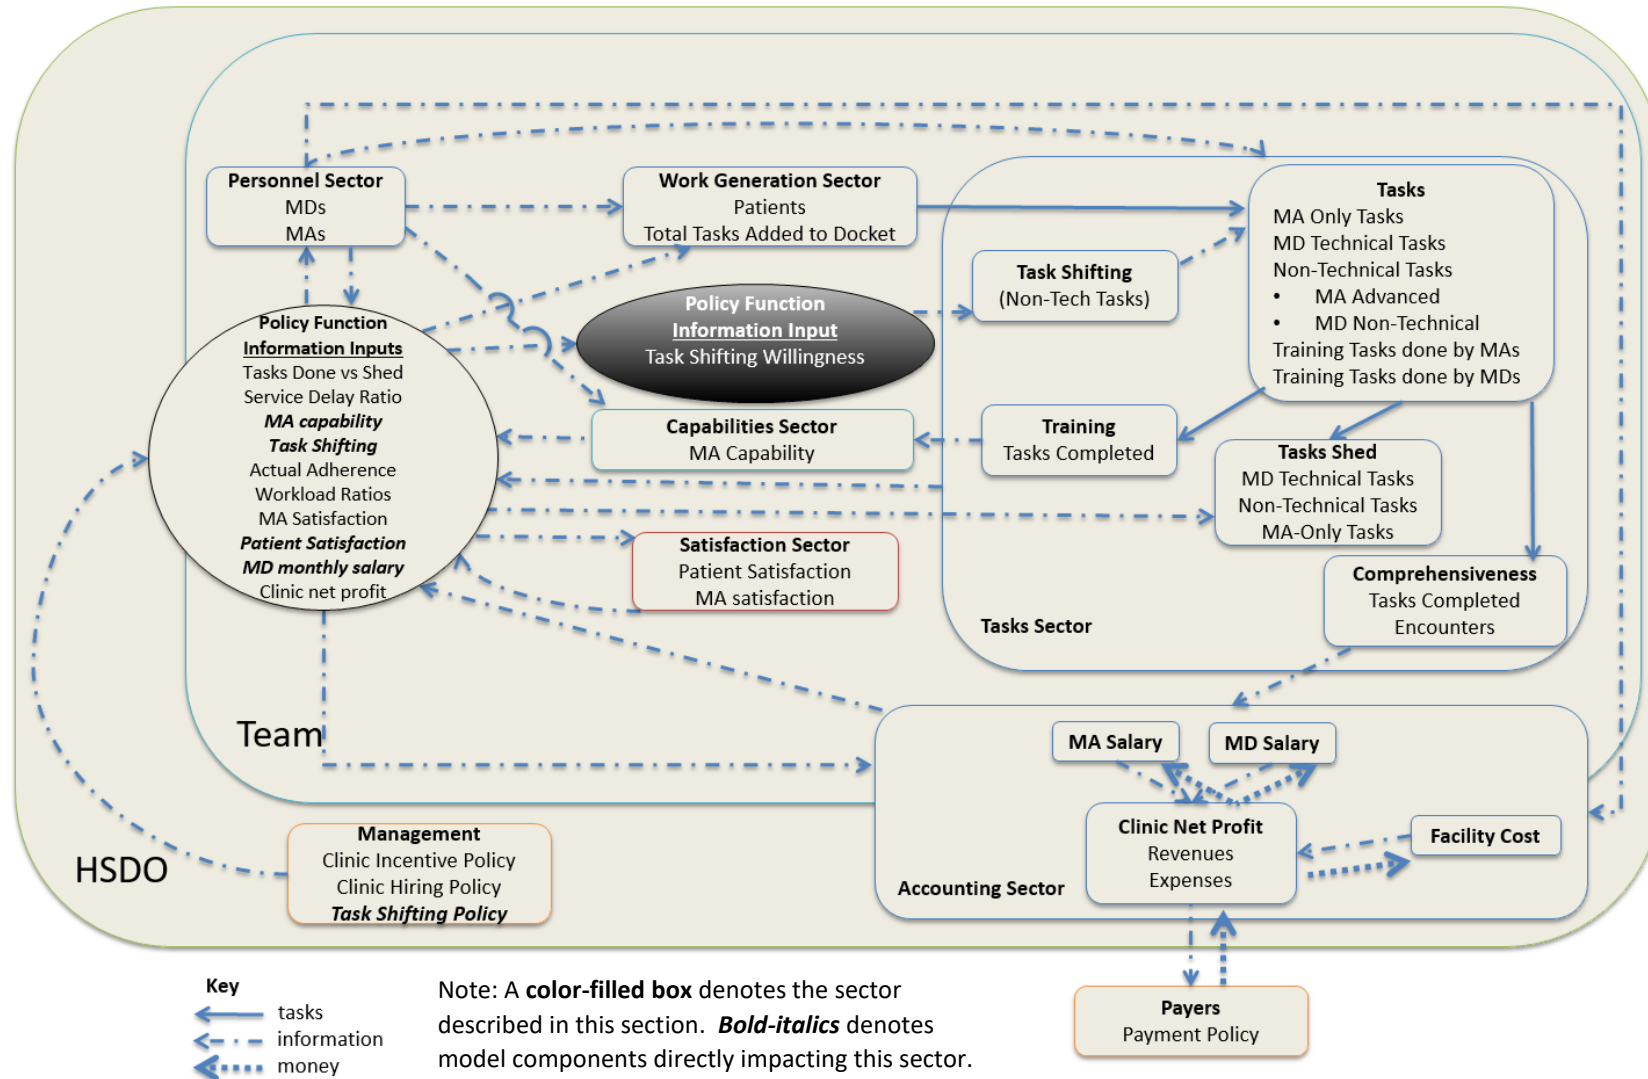 Personnel Sector
MDs
MAs
Work Generation Sector
Patients
Total Tasks Added to Docket
Tasks
MA Only Tasks
MD Technical Tasks
Non-Technical Tasks
• MA Advanced
• MD Non-Technical
Training Tasks done by MAs
Training Tasks done by MDs
Task Shifting
(Non-Tech Tasks)
Policy Function
Information Input
Task Shifting Willingness
Policy Function
Information Inputs
Tasks Done vs Shed
Service Delay Ratio
MA capability
Task Shifting
Actual Adherence
Workload Ratios
MA Satisfaction
Patient Satisfaction
MD monthly salary
Clinic net profit
Capabilities Sector
MA Capability
Training
Tasks Completed
Tasks Shed
MD Technical Tasks
Non-Technical Tasks
MA-Only Tasks
Satisfaction Sector
Patient Satisfaction
MA satisfaction
Comprehensiveness
Tasks Completed
Encounters
Tasks Sector
Team
MA Salary
MD Salary
Clinic Net Profit
Revenues
Expenses
Facility Cost
Accounting Sector
Management
Clinic Incentive Policy
Clinic Hiring Policy
Task Shifting Policy
HSDO
Payers
Payment Policy
Key
tasks
information
money
Note: A color-filled box denotes the sector
described in this section. Bold-italics denotes
model components directly impacting this sector.